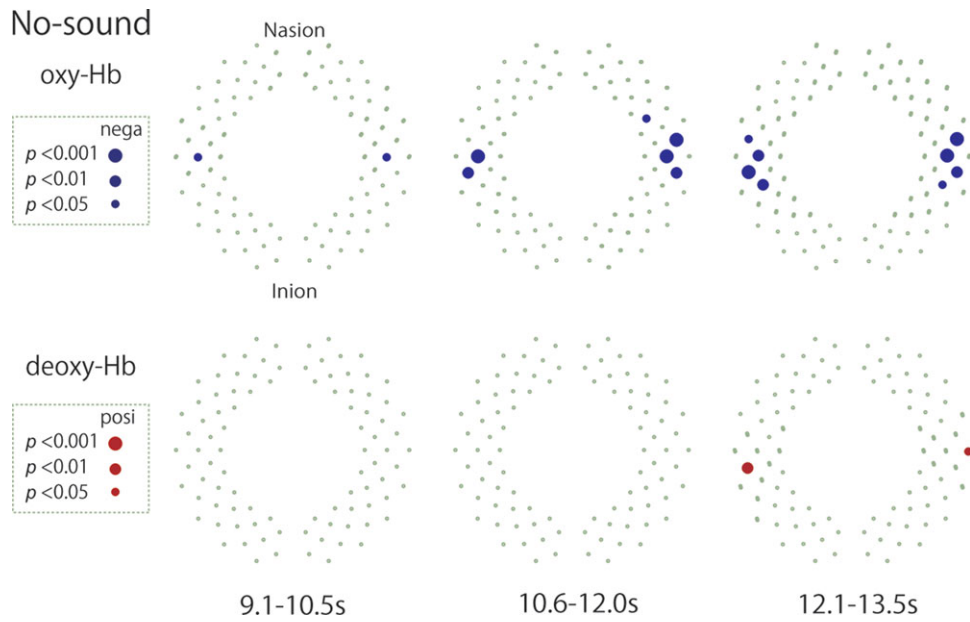 No-sound
Nasion
oxy-Hb
nega
p <0.001
p <0.01
p <0.05
Inion
deoxy-Hb
posi
p <0.001
p <0.01
p <0.05
9.1-10.5s
10.6-12.0s
12.1-13.5s